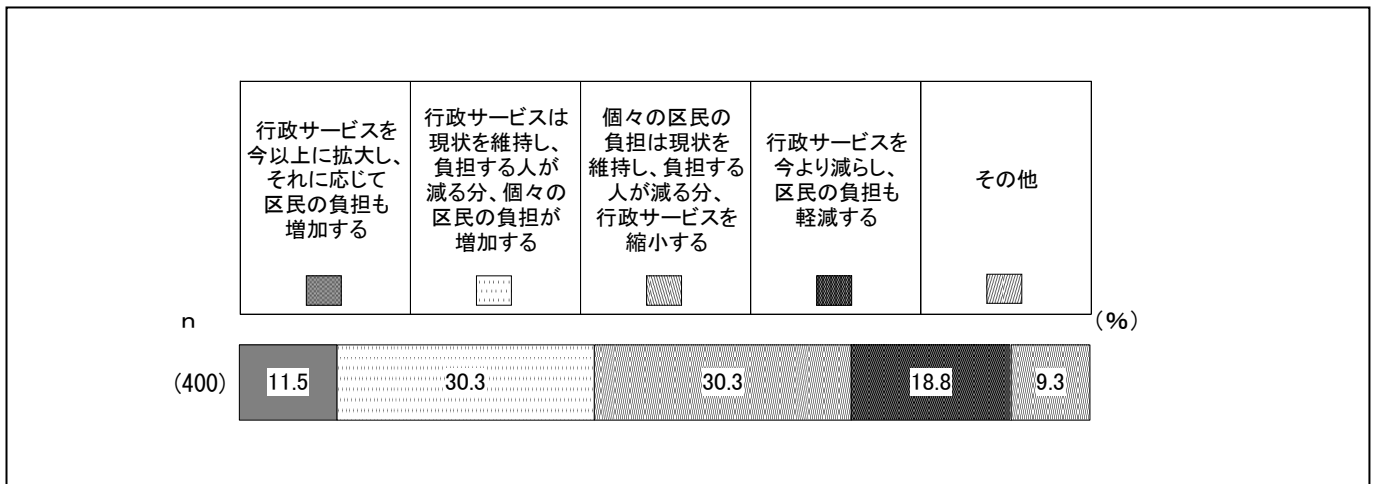 行政サービスを
今以上に拡大し、
それに応じて
区民の負担も
増加する
行政サービスは
現状を維持し、
負担する人が
減る分、個々の
区民の負担が
増加する
個々の区民の
負担は現状を
維持し、負担する
人が減る分、
行政サービスを
縮小する
行政サービスを
今より減らし、
区民の負担も
軽減する
その他
n
(%)
(400)
11.5
30.3
30.3
18.8
9.3